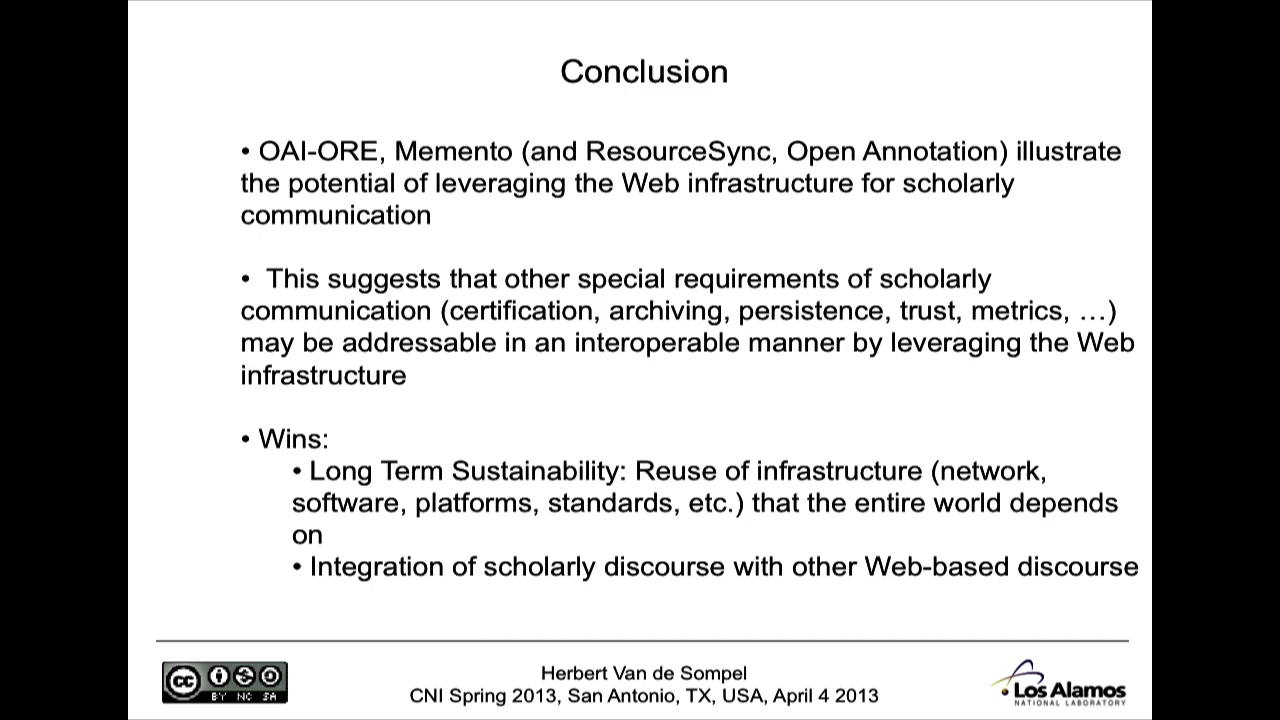 Conclusion
• OAI-ORE, Memento (and ResourceSync, Open Annotation) illustrate
the potential of leveraging the Web infrastructure for scholarly
communication
• This suggests that other special requirements of scholarly
communication (certification, archiving, persistence, trust, metrics, …)
may be addressable in an interoperable manner by leveraging the Web
infrastructure
• Wins:
• Long Term Sustainability: Reuse of infrastructure (network,
software, platforms, standards, etc.) that the entire world depends
on
• Integration of scholarly discourse with other Web-based discourse
cc
BY NC SA
Herbert Van de Sompel
CNI Spring 2013, San Antonio, TX, USA, April 4 2013
Los Alamos
NATIONAL LABORATORY